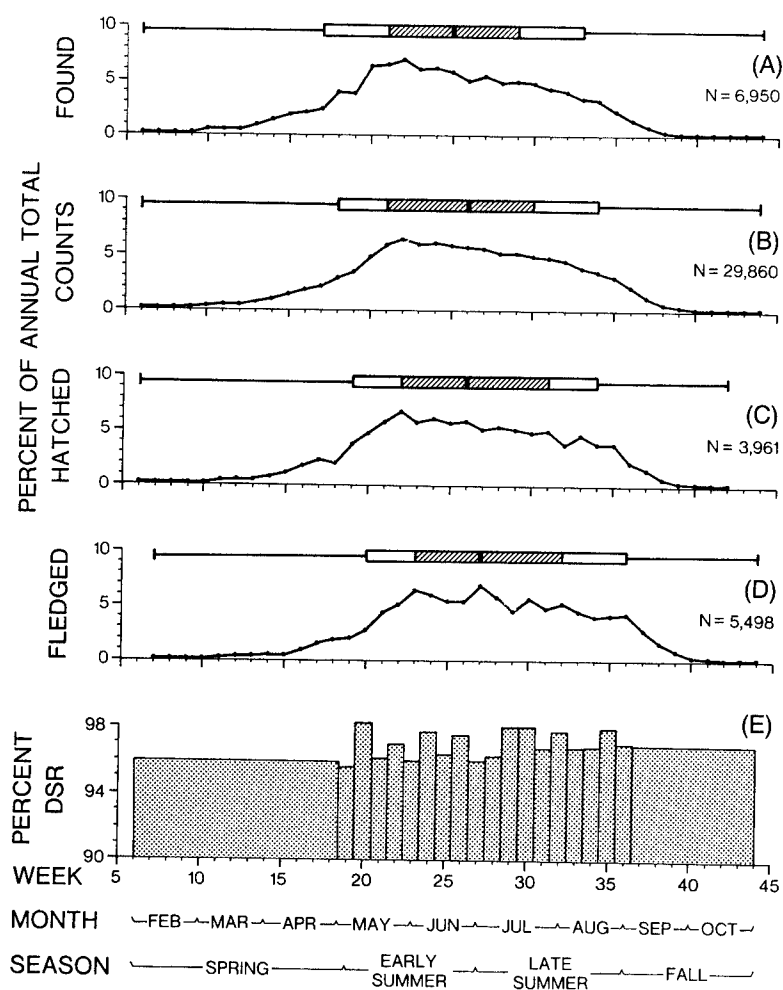 PERCENT OF ANNUAL TOTAL
FOUND
10
5
0
(A)
N = 6,950
COUNTS
10
5
0
(B)
N = 29,860
HATCHED
10
5
0
(C)
N = 3,961
FLEDGED
10
5
0
(D)
N = 5,498
PERCENT
DSR
98
94
90
(E)
WEEK 5 10 15 20 25 30 35 40 45
MONTH FEB MAR APR MAY JUN JUL AUG SEP OCT
SEASON SPRING EARLY SUMMER LATE SUMMER FALL